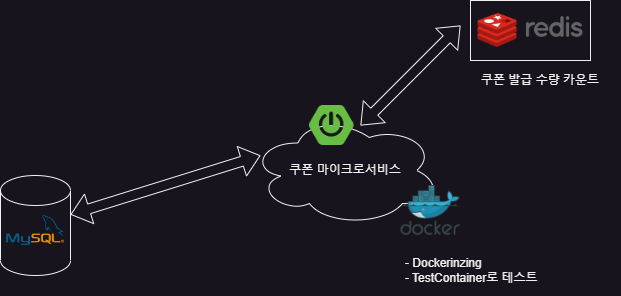 redis
쿠폰 발급 수량 카운트
쿠폰 마이크로서비스
MySQL
docker
- Dockerinzing
- TestContainer로 테스트